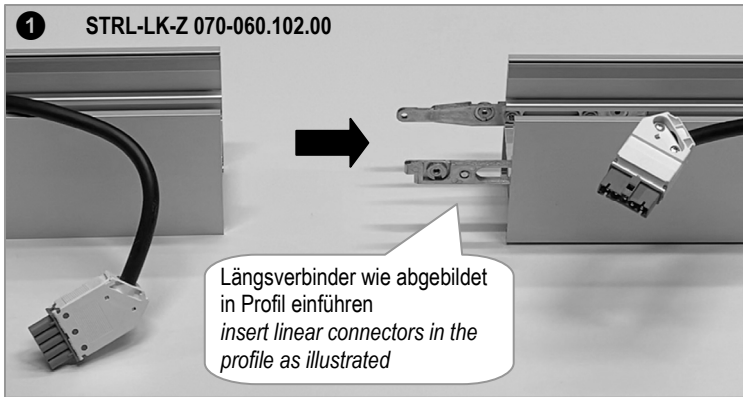 1 STRL-LK-Z 070-060.102.00
Längsverbinder wie abgebildet
in Profil einführen
insert linear connectors in the
profile as illustrated